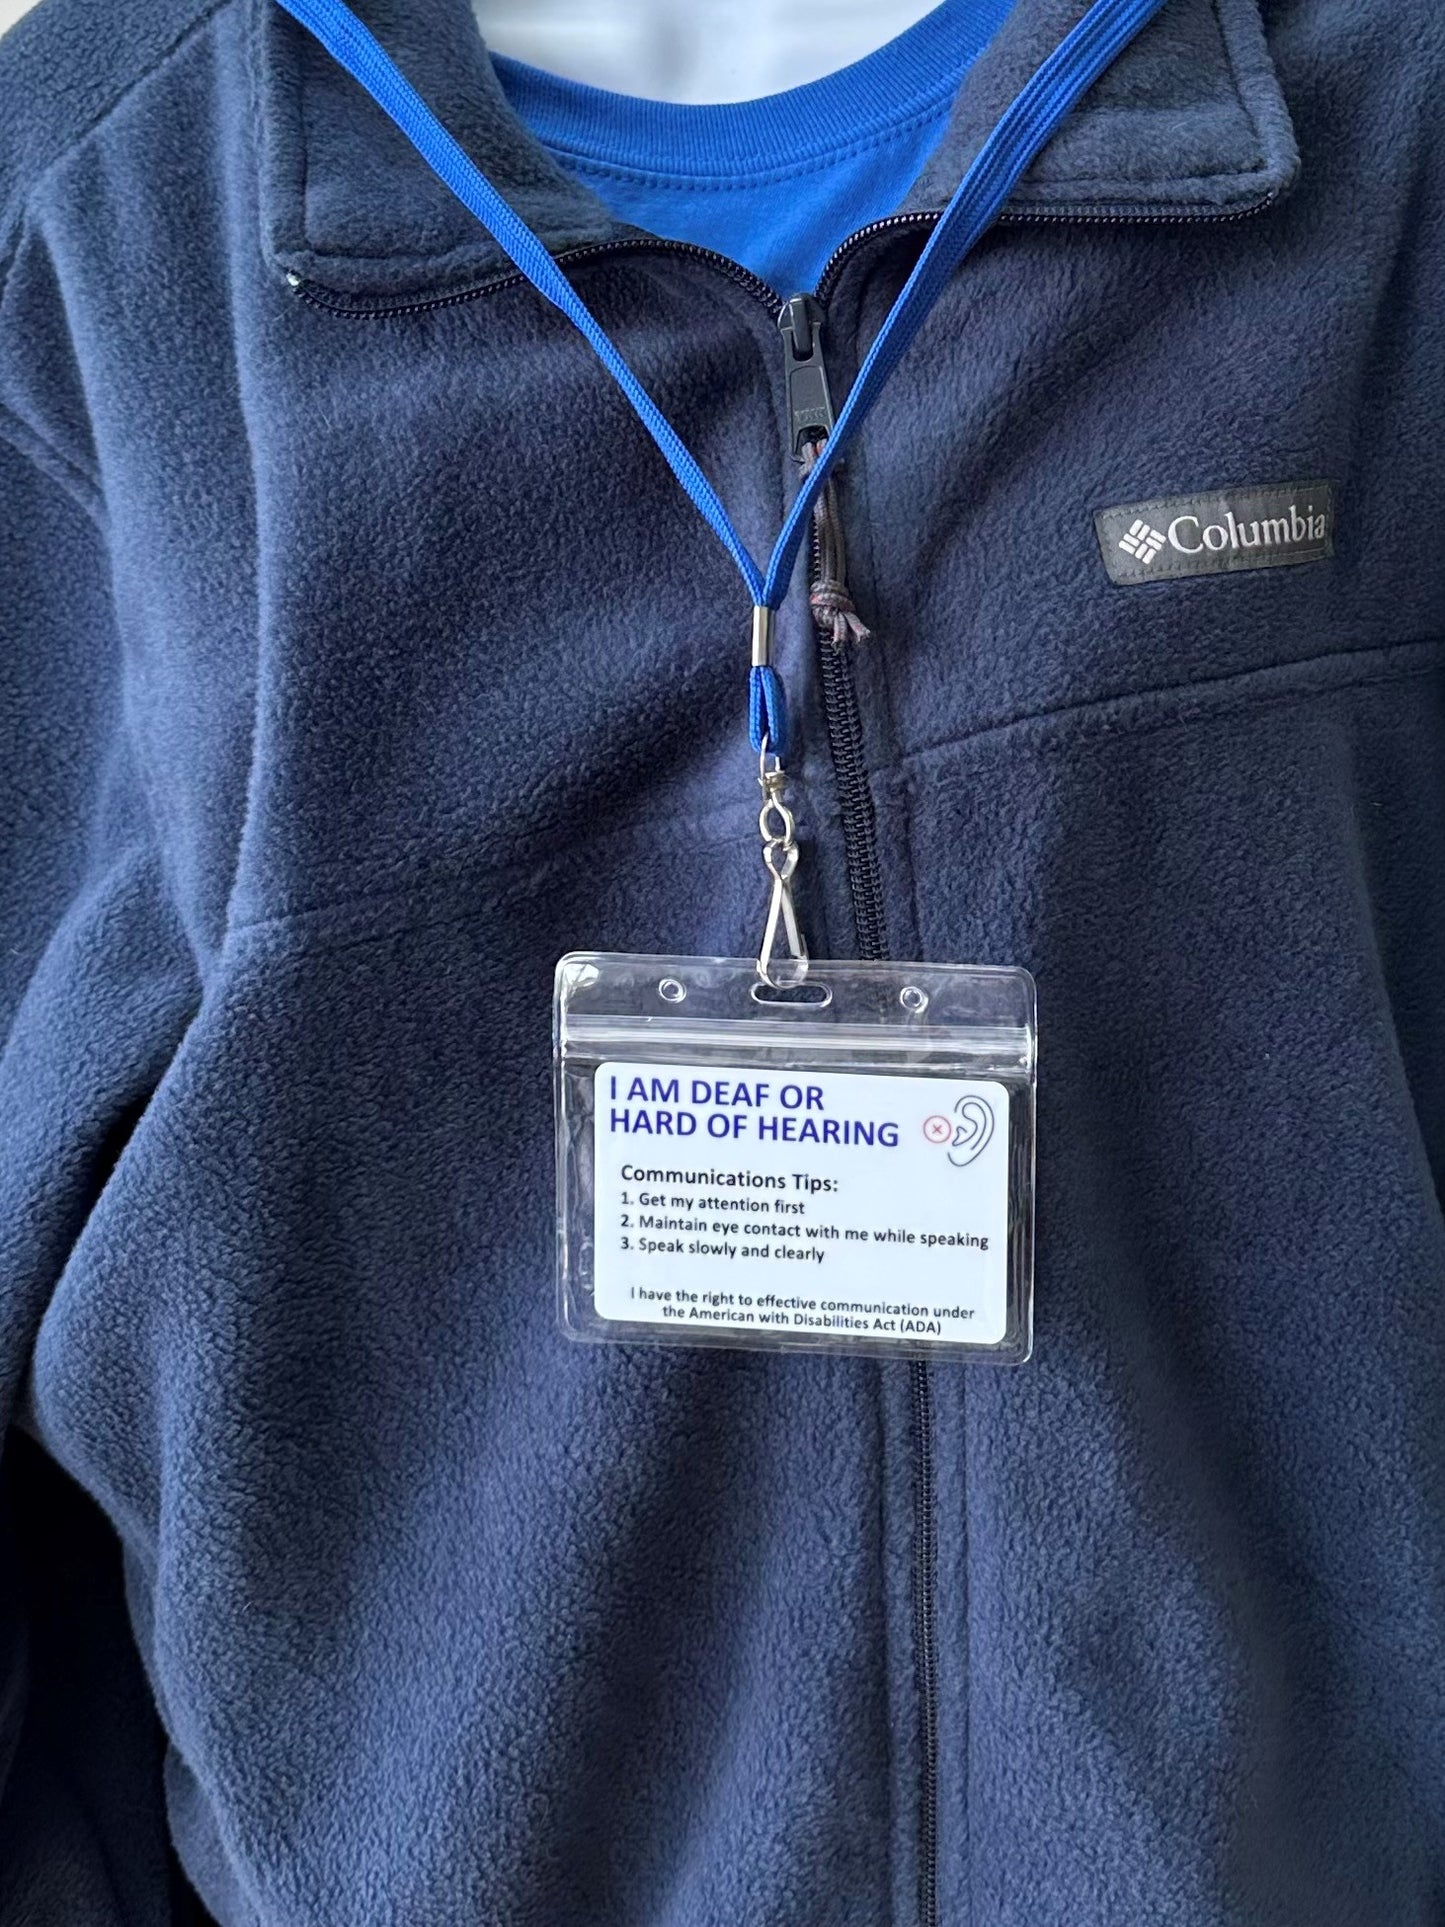 Columbia
I AM DEAF OR
HARD OF HEARING
Communications Tips:
1. Get my attention first
2. Maintain eye contact with me while speaking
3. Speak slowly and clearly
I have the right to effective communication under
the American with Disabilities Act (ADA)